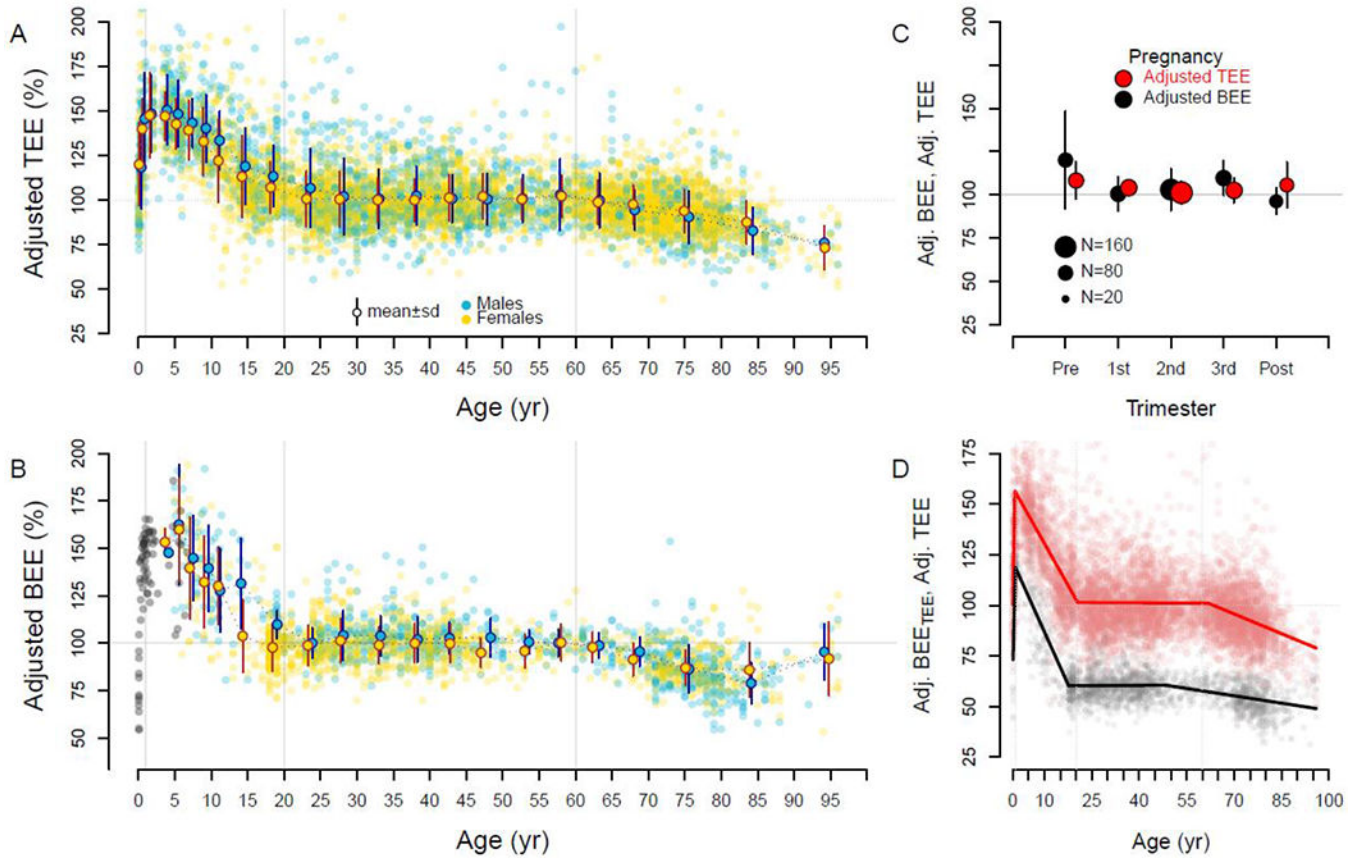 A
Adjusted TEE (%)
200
175
150
125
100
75
50
25
mean±sd
Males
Females
0 5 10 15 20 25 30 35 40 45 50 55 60 65 70 75 80 85 90 95
Age (yr)
C
Adj. BEE, Adj. TEE
200
150
100
75
50
25
Pregnancy
Adjusted TEE
Adjusted BEE
N=160
N=80
N=20
Pre 1st 2nd 3rd Post
Trimester
B
Adjusted BEE (%)
200
175
150
125
100
75
50
0 5 10 15 20 25 30 35 40 45 50 55 60 65 70 75 80 85 90 95
Age (yr)
D
Adj. BEETEE, Adj. TEE
175
150
125
100
75
50
25
0 10 25 40 55 70 85 100
Age (yr)